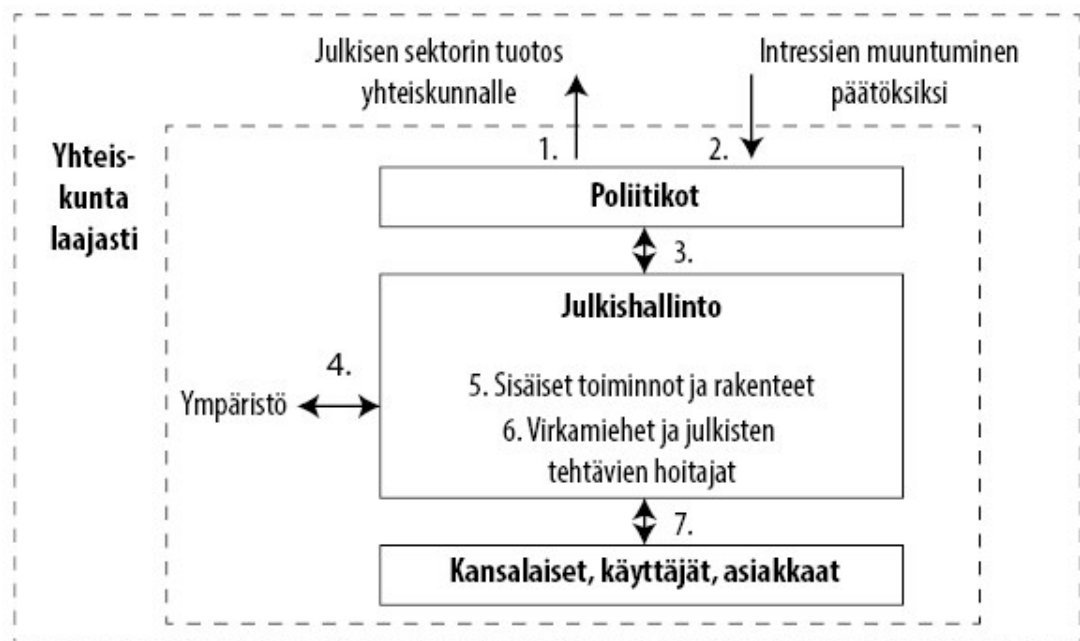 Julkisen sektorin tuotos
yhteiskunnalle
Intressien muuntuminen
päätöksiksi
Yhteis-
kunta
laajasti
1.
2.
Poliitikot
3.
Julkishallinto
4.
Ympäristö
5. Sisäiset toiminnot ja rakenteet
6. Virkamiehet ja julkisten
tehtävien hoitajat
7.
Kansalaiset, käyttäjät, asiakkaat